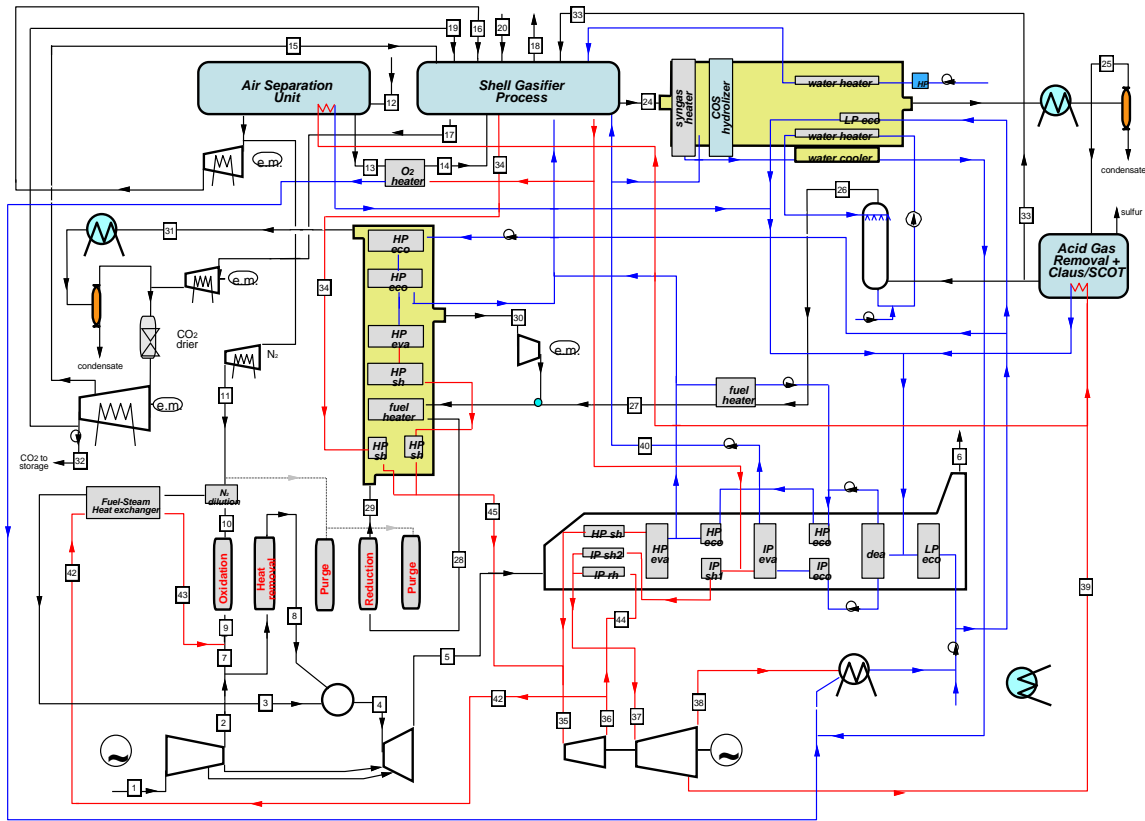 19
16
20
18
33
15
Air Separation
Unit
12
Shell Gasifier
Process
24
syngas
heater
COS
hydrolizer
water heater
HP
LP eco
water heater
water cooler
25
condensate
17
34
13
O2
heater
14
26
33
sulfur
Acid Gas
Removal +
Claus/SCOT
31
e.m.
e.m.
34
HP
eco
HP
eco
HP
eva
HP
sh
fuel
heater
HP
sh
HP
sh
30
e.m.
CO2
drier
condensate
N2
11
e.m.
CO2 to
storage
32
fuel
heater
27
40
6
Fuel-Steam
Heat exchanger
N2
dilution
10
29
45
28
42
43
Oxidation
Heat
removal
Purge
Reduction
Purge
9
7
8
HP sh
IP sh2
IP rh
HP
eva
HP
eco
IP
sh1
IP
eva
HP
eco
IP
eco
dea
LP
eco
39
44
5
3
4
42
2
35
36
37
38
1